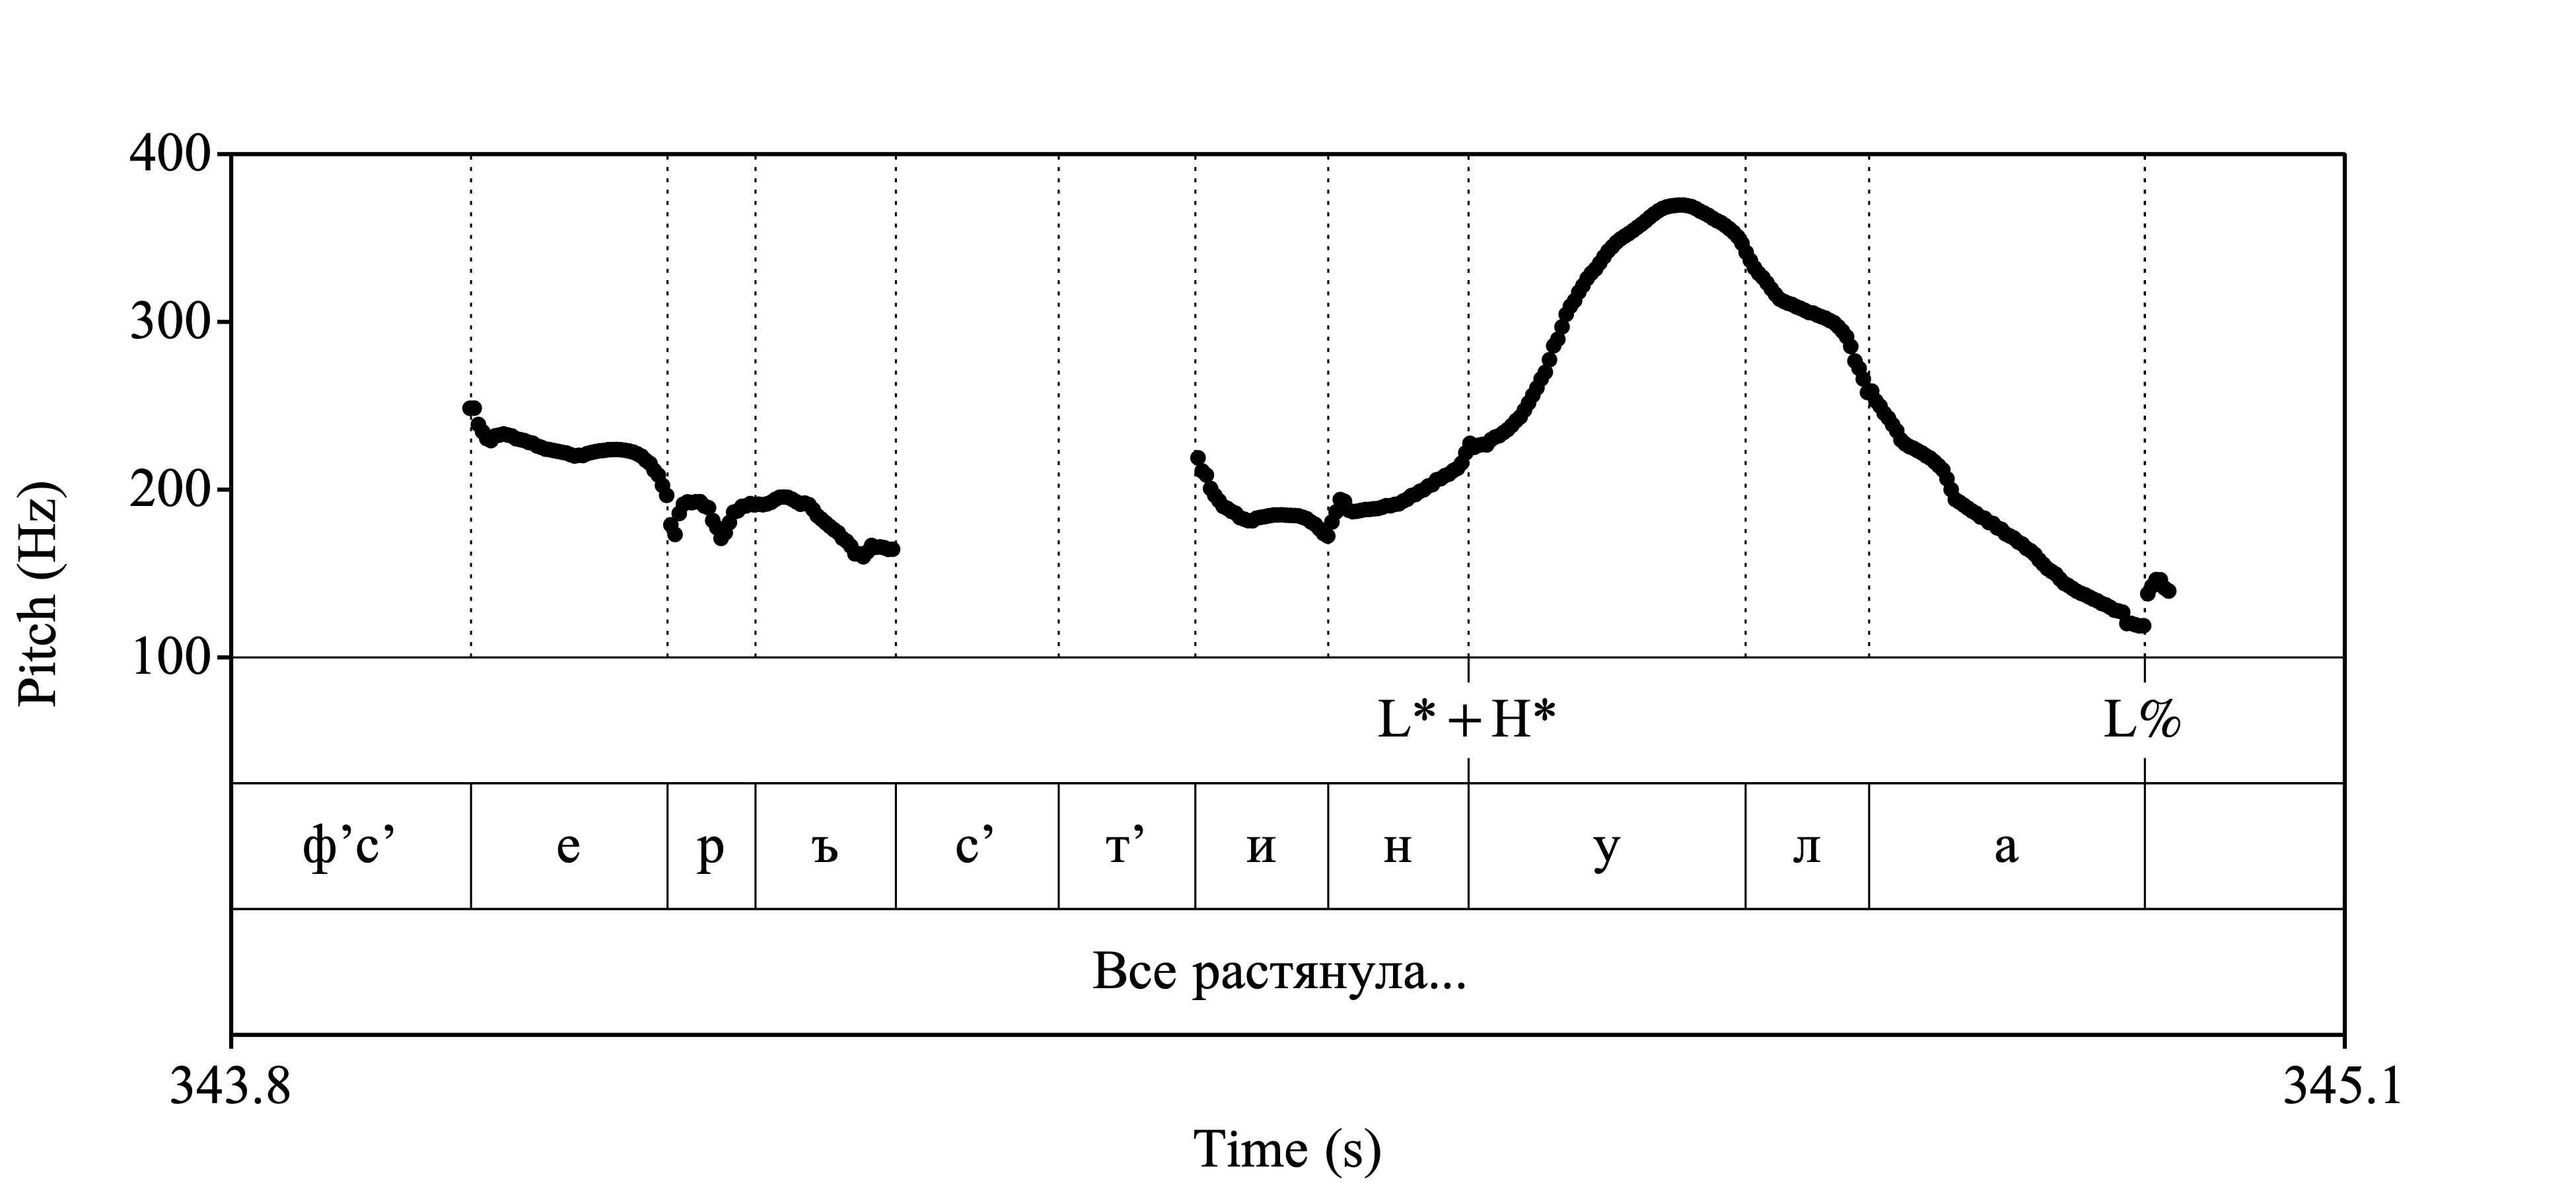 400
300
200
100
Pitch (Hz)
L*+H* L%
ф’с’ е р ъ с’ т’ и н у л а
Все растянула...
343.8 345.1
Time (s)